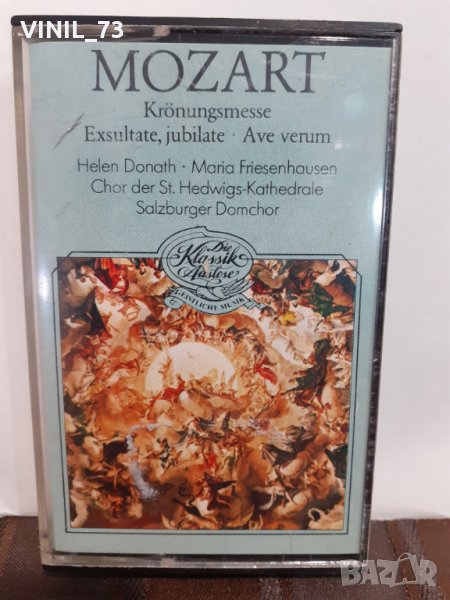 VINIL_73
MOZART
Krönungsmesse
Exsultate, jubilate · Ave verum
Helen Donath · Maria Friesenhausen
Chor der St. Hedwigs-Kathedrale
Salzburger Domchor
Die
Klassik
Auslese
GEISTLICHE MUSIK
BAZAR